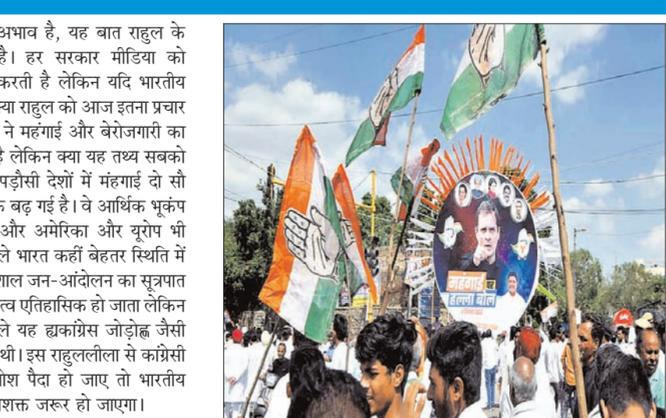 अभाव है, यह बात राहुल के
है। हर सरकार मीडिया को
करती है लेकिन यदि भारतीय
क्या राहुल को आज इतना प्रचार
ने महंगाई और बेरोजगारी का
है लेकिन क्या यह तथ्य सबको
पड़ौसी देशों में मंहगाई दो सौ
बढ़ गई है। वे आर्थिक भूकंप
और अमेरिका और यूरोप भी
भारत कहीं बेहतर स्थिति में
जन-आंदोलन का सूत्रपात
एतिहासिक हो जाता लेकिन
यह ह्यकांग्रेस जोड़ोह्ण जैसी
थी। इस राहुललीला से कांग्रेसी
पैदा हो जाए तो भारतीय
जरूर हो जाएगा।
महंगाई पर
हल्ला बोल